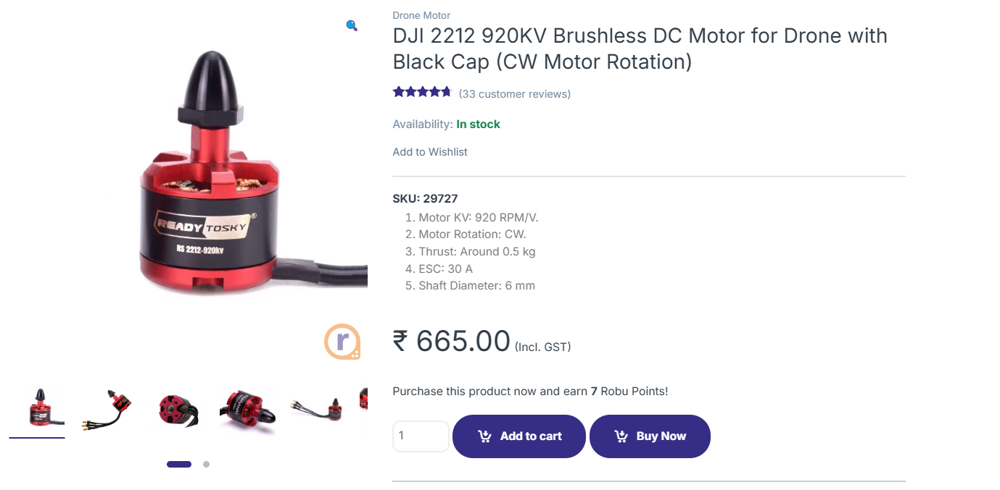 Drone Motor
DJI 2212 920KV Brushless DC Motor for Drone with
Black Cap (CW Motor Rotation)
(33 customer reviews)
Availability: In stock
Add to Wishlist
SKU: 29727
1. Motor KV: 920 RPM/V.
2. Motor Rotation: CW.
3. Thrust: Around 0.5 kg
4. ESC: 30 A
5. Shaft Diameter: 6 mm
₹ 665.00 (Incl. GST)
Purchase this product now and earn 7 Robu Points!
1
Add to cart
Buy Now
READYTOSKY®
RS 2212-920kv
r